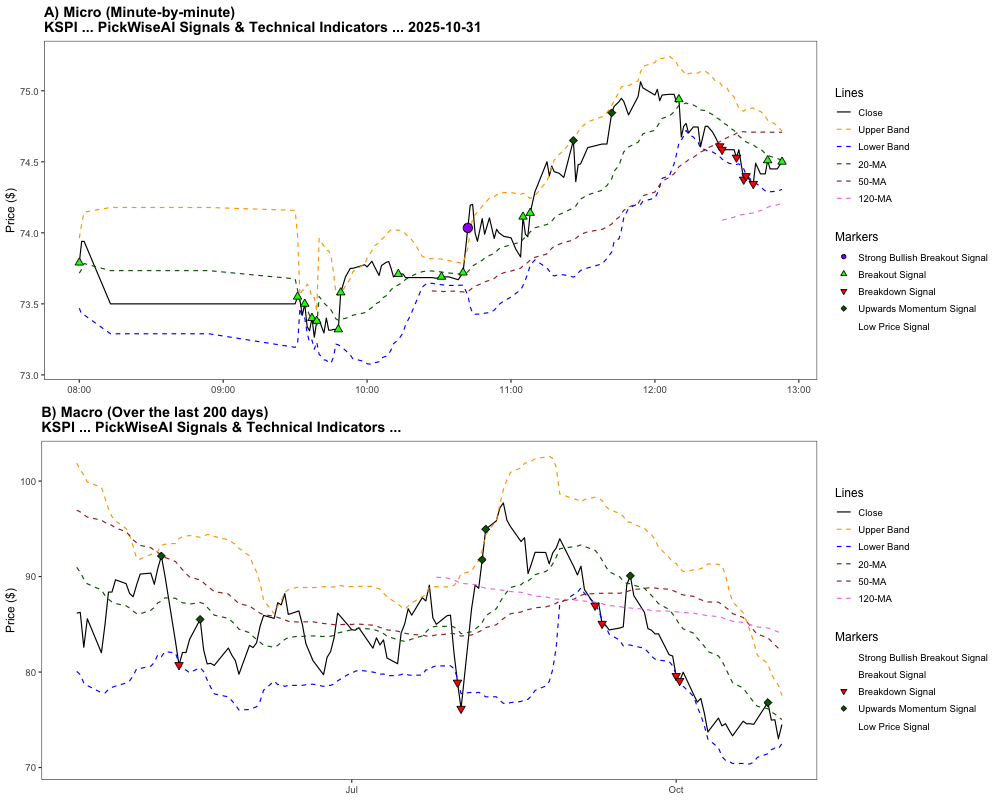 A) Micro (Minute-by-minute)
KSPI ... PickWiseAI Signals & Technical Indicators ... 2025-10-31
Price ($)
75.0
74.5
74.0
73.5
73.0
08:00
09:00
10:00
11:00
12:00
13:00
Lines
Close
Upper Band
Lower Band
20-MA
50-MA
120-MA
Markers
Strong Bullish Breakout Signal
Breakout Signal
Breakdown Signal
Upwards Momentum Signal
Low Price Signal
B) Macro (Over the last 200 days)
KSPI ... PickWiseAI Signals & Technical Indicators ...
Price ($)
100
90
80
70
Jul
Oct
Lines
Close
Upper Band
Lower Band
20-MA
50-MA
120-MA
Markers
Strong Bullish Breakout Signal
Breakout Signal
Breakdown Signal
Upwards Momentum Signal
Low Price Signal